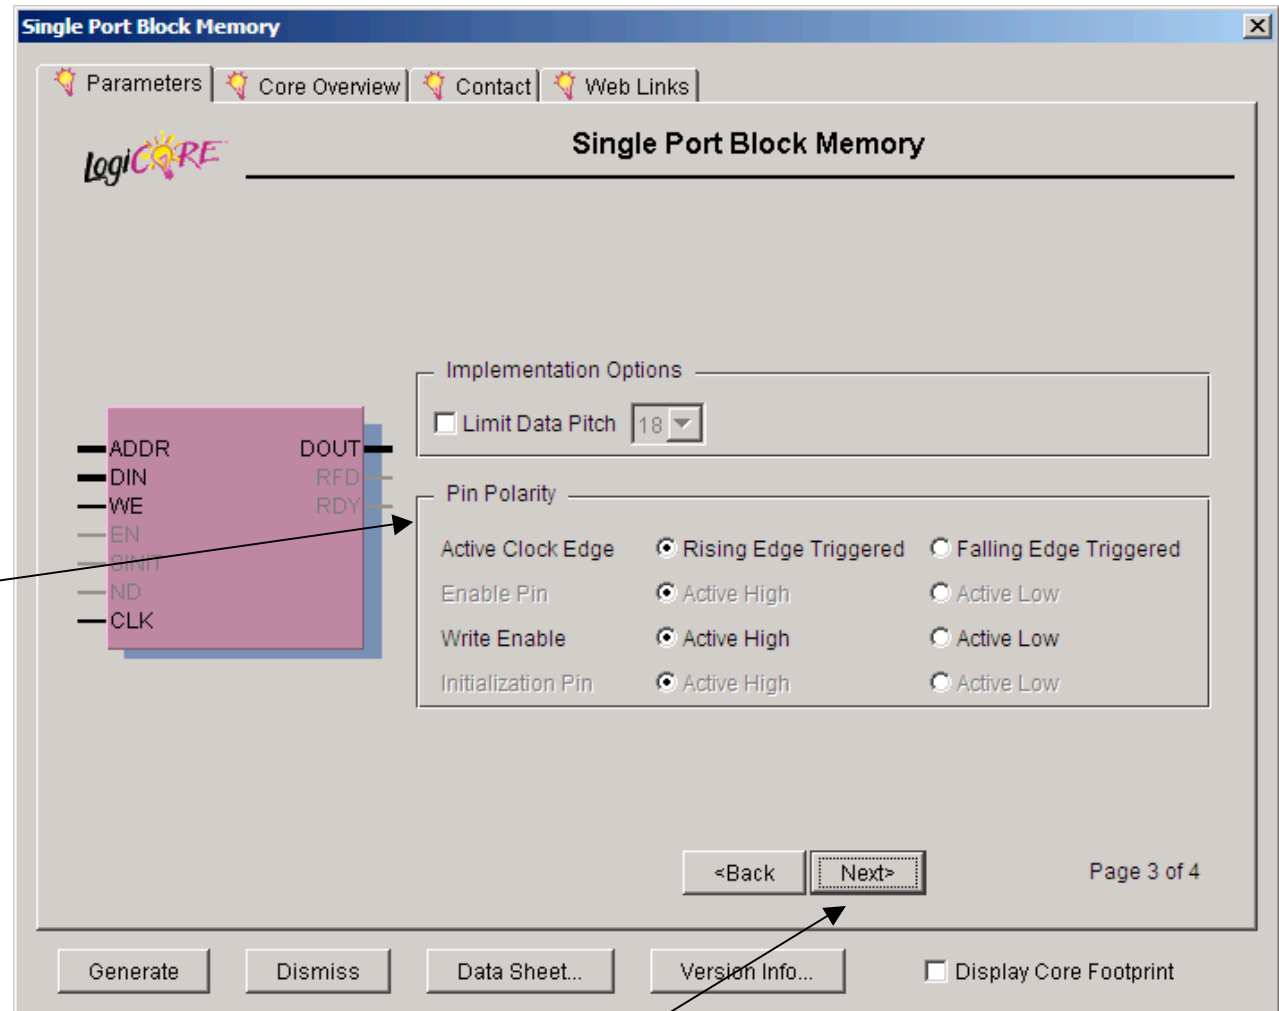 Single Port Block Memory
Parameters Core Overview Contact Web Links
LogiCORE
Single Port Block Memory
Implementation Options
Limit Data Pitch 18
ADDR DOUT
DIN RFD
WE RDY
EN
SINIT
ND
CLK
Pin Polarity
Active Clock Edge Rising Edge Triggered Falling Edge Triggered
Enable Pin Active High Active Low
Write Enable Active High Active Low
Initialization Pin Active High Active Low
<Back Next> Page 3 of 4
Generate Dismiss Data Sheet... Version Info... Display Core Footprint